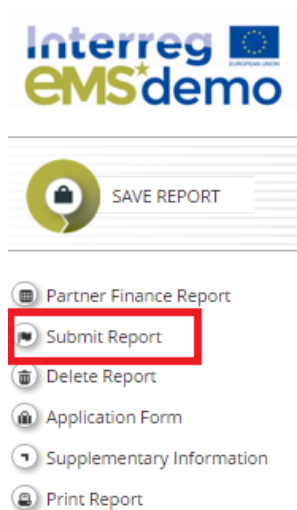 Interreg
EUROPEAN UNION
eMS*demo
SAVE REPORT
Partner Finance Report
Submit Report
Delete Report
Application Form
Supplementary Information
Print Report